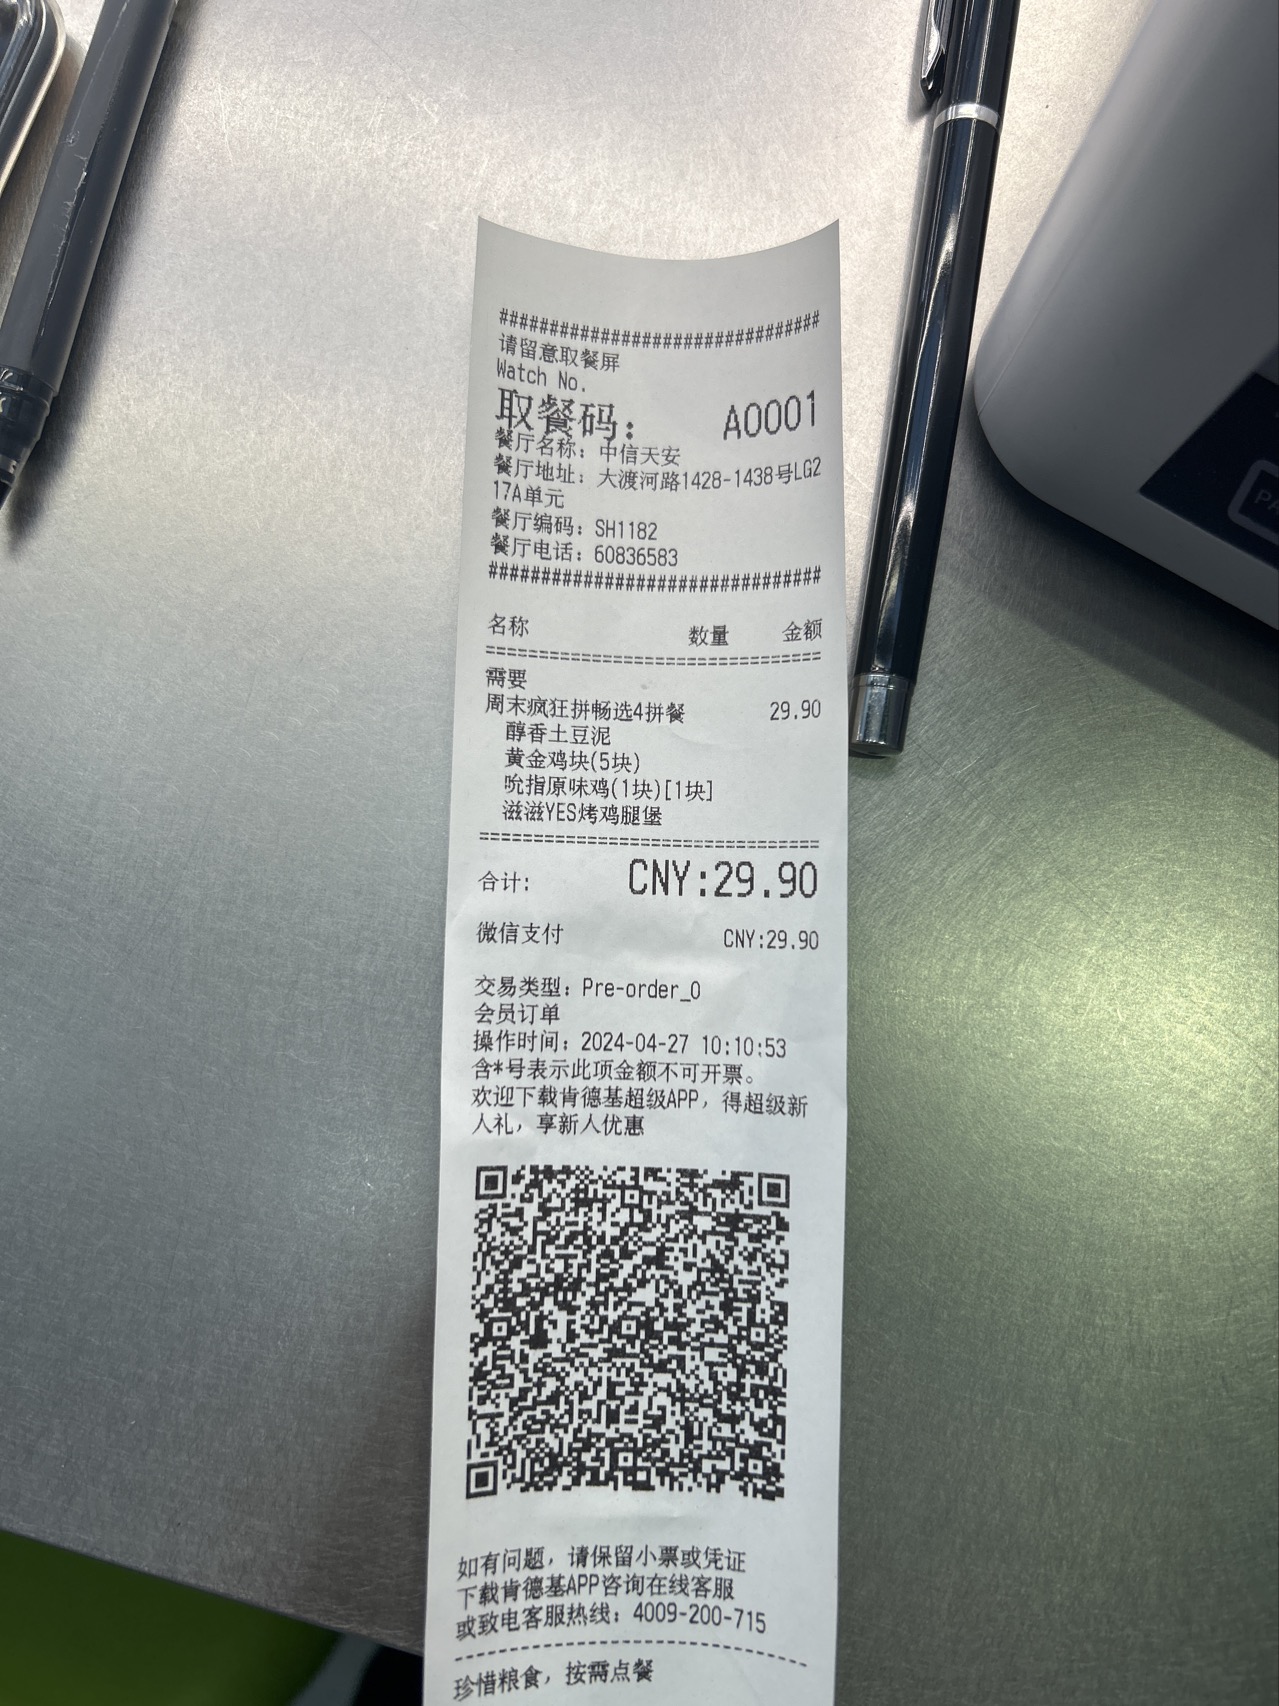 ##############################
请留意取餐屏
Watch No.
取餐码: A0001
餐厅名称: 中信天安
餐厅地址: 大渡河路1428-1438号LG2
17A单元
餐厅编码: SH1182
餐厅电话: 60836583
##############################
名称 数量 金额
==============================
需要
周末疯狂拼畅选4拼餐 29.90
醇香土豆泥
黄金鸡块(5块)
吮指原味鸡(1块)[1块]
滋滋YES烤鸡腿堡
==============================
合计: CNY:29.90
微信支付 CNY:29.90
交易类型: Pre-order_0
会员订单
操作时间: 2024-04-27 10:10:53
含*号表示此项金额不可开票。
欢迎下载肯德基超级APP, 得超级新
人礼, 享新人优惠
如有问题, 请保留小票或凭证
下载肯德基APP咨询在线客服
或致电客服热线: 4009-200-715
------------------------------
珍惜粮食, 按需点餐